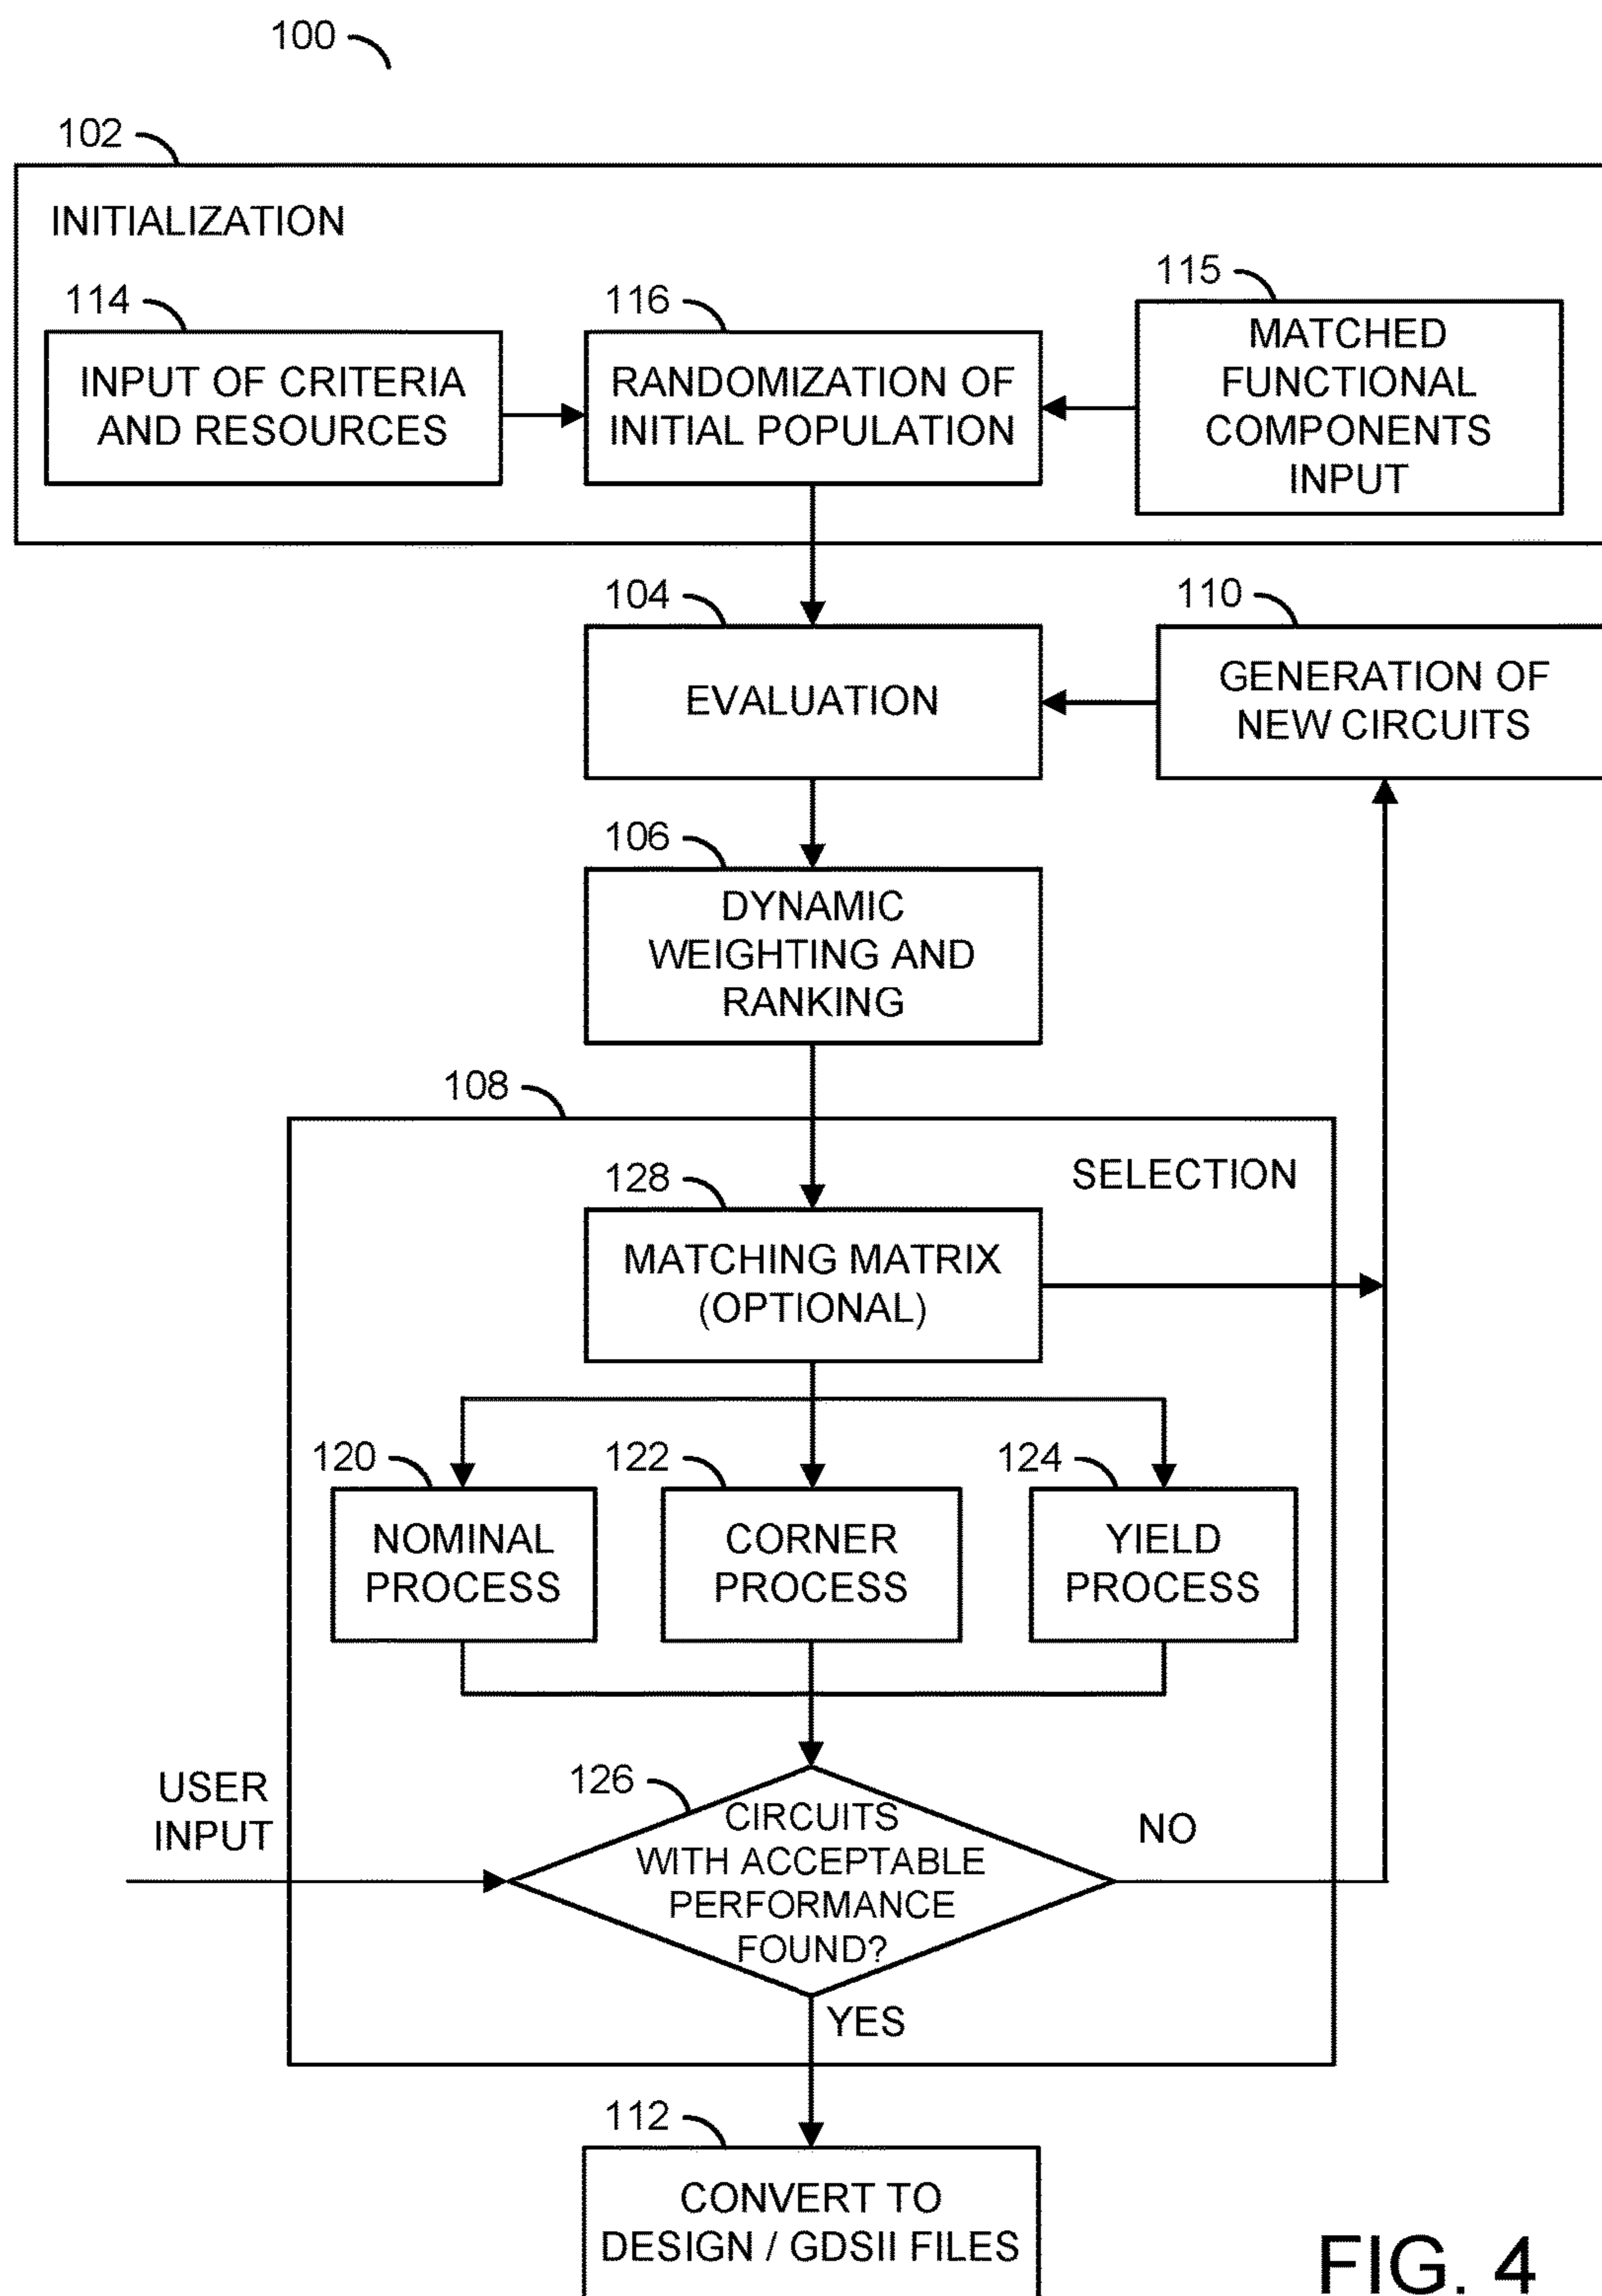 100
102
INITIALIZATION
114
116
115
INPUT OF CRITERIA
AND RESOURCES
RANDOMIZATION OF
INITIAL POPULATION
MATCHED
FUNCTIONAL
COMPONENTS
INPUT
104
110
EVALUATION
GENERATION OF
NEW CIRCUITS
106
DYNAMIC
WEIGHTING AND
RANKING
108
SELECTION
128
MATCHING MATRIX
(OPTIONAL)
120
122
124
NOMINAL
PROCESS
CORNER
PROCESS
YIELD
PROCESS
USER
INPUT
126
CIRCUITS
WITH ACCEPTABLE
PERFORMANCE
FOUND?
NO
YES
112
CONVERT TO
DESIGN / GDSII FILES
FIG. 4